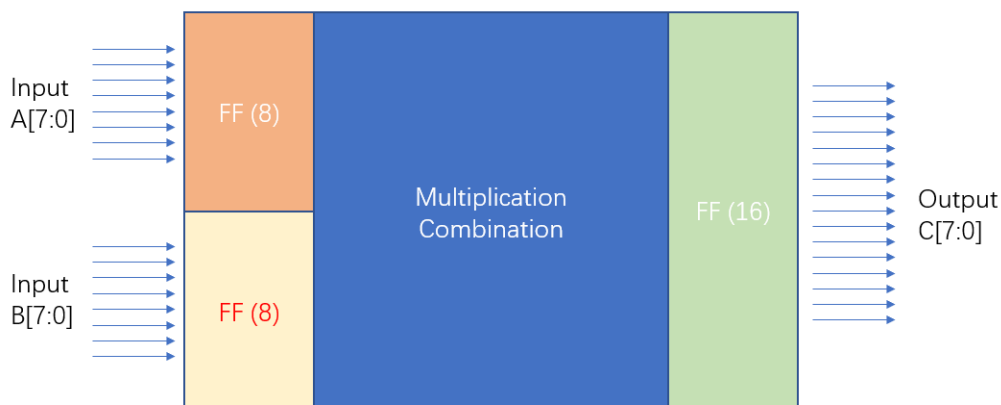 Input
A[7:0]
FF (8)
Multiplication
Combination
FF (16)
Output
C[7:0]
Input
B[7:0]
FF (8)